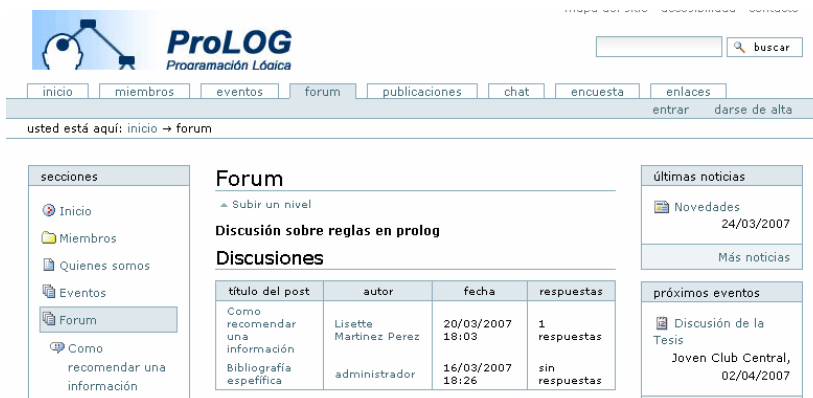 mapa del sitio accesibilidad contacto
ProLOG
Programación Lógica
buscar
inicio miembros eventos forum publicaciones chat encuesta enlaces
entrar darse de alta
usted está aquí: inicio → forum
secciones
Inicio
Miembros
Quienes somos
Eventos
Forum
Como
recomendar una
información
Forum
Subir un nivel
Discusión sobre reglas en prolog
Discusiones
título del post autor fecha respuestas
Como
recomendar
una
información
Lisette
Martinez Perez
20/03/2007
18:03
1
respuestas
Bibliografía
espefífica
administrador
16/03/2007
18:26
sin
respuestas
últimas noticias
Novedades
24/03/2007
Más noticias
próximos eventos
Discusión de la
Tesis
Joven Club Central,
02/04/2007